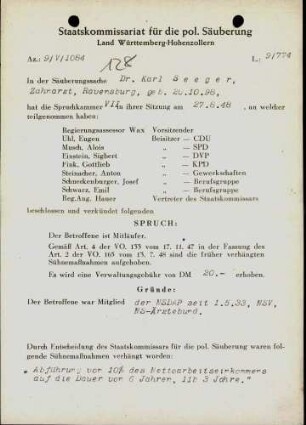 Staatskommissariat für die pol. Säuberung
Land Württemberg-Hohenzollern
Az.: 9/V/1064
L: 9/774
128
In der Säuberungssache Dr. Karl Seeger,
Zahnarzt, Ravensburg, geb. 28.10.98,
hat die Spruchkammer VII in ihrer Sitzung am 27.8.48, an welcher
teilgenommen haben:
Regierungsassessor Wax Vorsitzender
Uhl, Eugen Beisitzer — CDU
Musch, Alois „ — SPD
Einstein, Sigbert „ — DVP
Fink, Gottlieb „ — KPD
Steinacher, Anton „ — Gewerkschaften
Schneckenburger, Josef „ — Berufsgruppe
Schwarz, Emil „ — Berufsgruppe
Reg.Ang. Hauer Vertreter des Staatskommissars
beschlossen und verkündet folgenden
SPRUCH:
Der Betroffene ist Mitläufer.
Gemäß Art. 4 der VO. 133 vom 17. 11. 47 in der Fassung des
Art. 2 der VO. 165 vom 13. 7. 48 sind die früher verhängten
Sühnemaßnahmen aufgehoben.
Es wird eine Verwaltungsgebühr von DM 20.- erhoben.
Gründe:
Der Betroffene war Mitglied der NSDAP seit 1.5.33, NSV,
NS-Ärztebund.
Durch Entscheidung des Staatskommissars für die pol. Säuberung waren folgende
Sühnemaßnahmen verhängt worden:
„Abführung von 10% des Nettoarbeitseinkommens
auf die Dauer von 6 Jahren, 11b 3 Jahre."